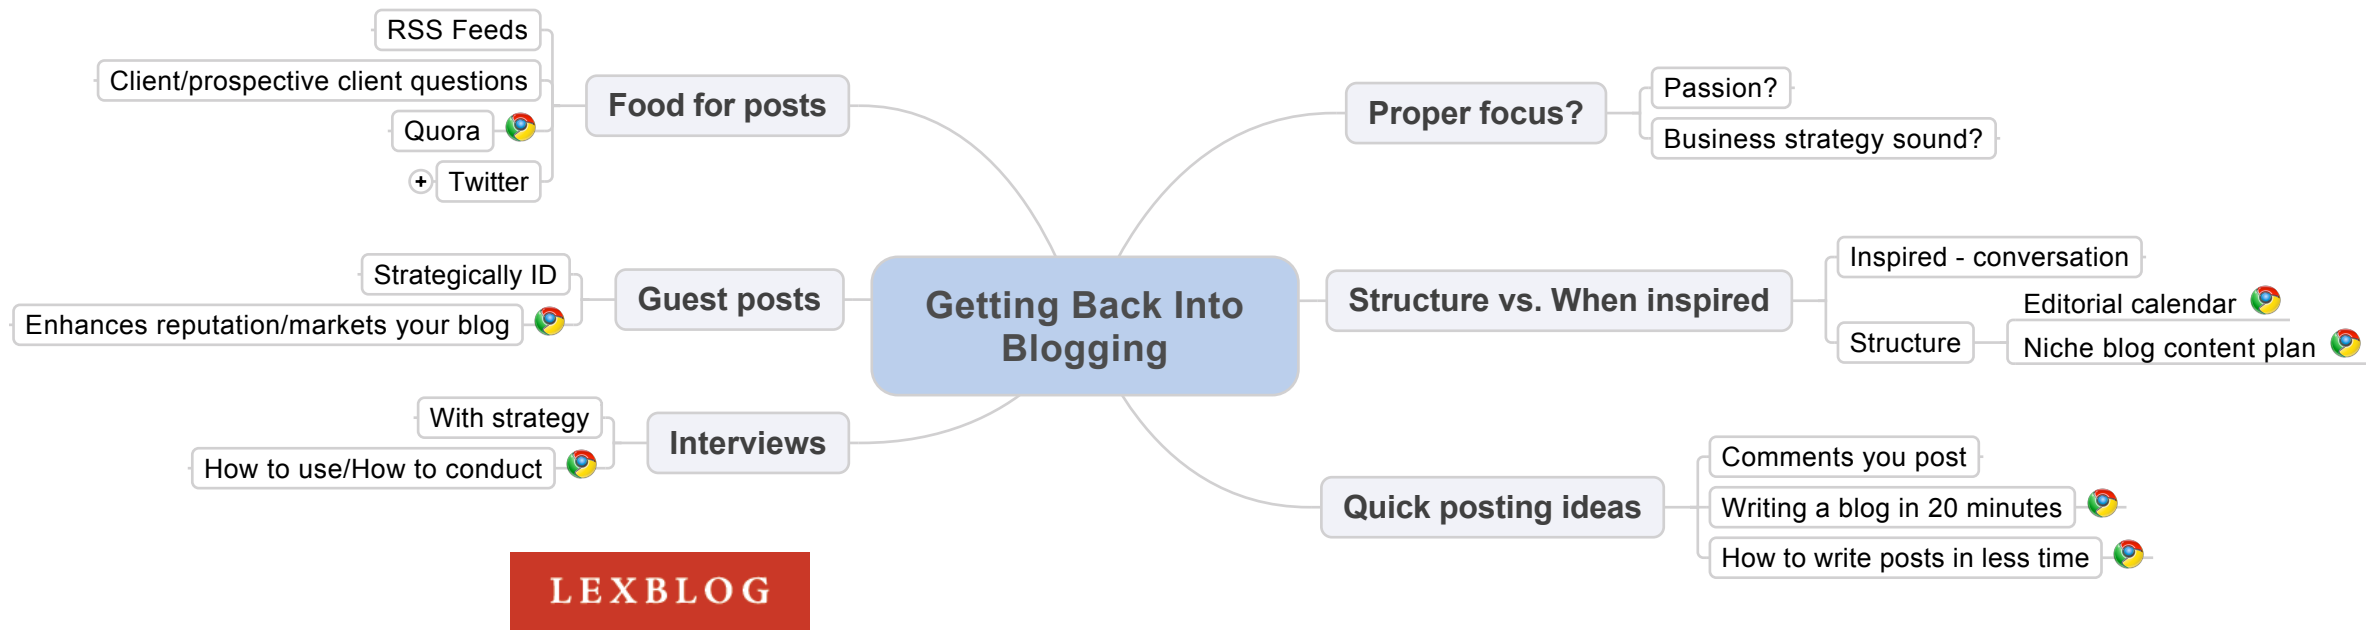 Getting Back Into
Blogging
Food for posts
RSS Feeds
Client/prospective client questions
Quora
Twitter
Guest posts
Strategically ID
Enhances reputation/markets your blog
Interviews
With strategy
How to use/How to conduct
Proper focus?
Passion?
Business strategy sound?
Structure vs. When inspired
Inspired - conversation
Structure
Editorial calendar
Niche blog content plan
Quick posting ideas
Comments you post
Writing a blog in 20 minutes
How to write posts in less time
LEXBLOG